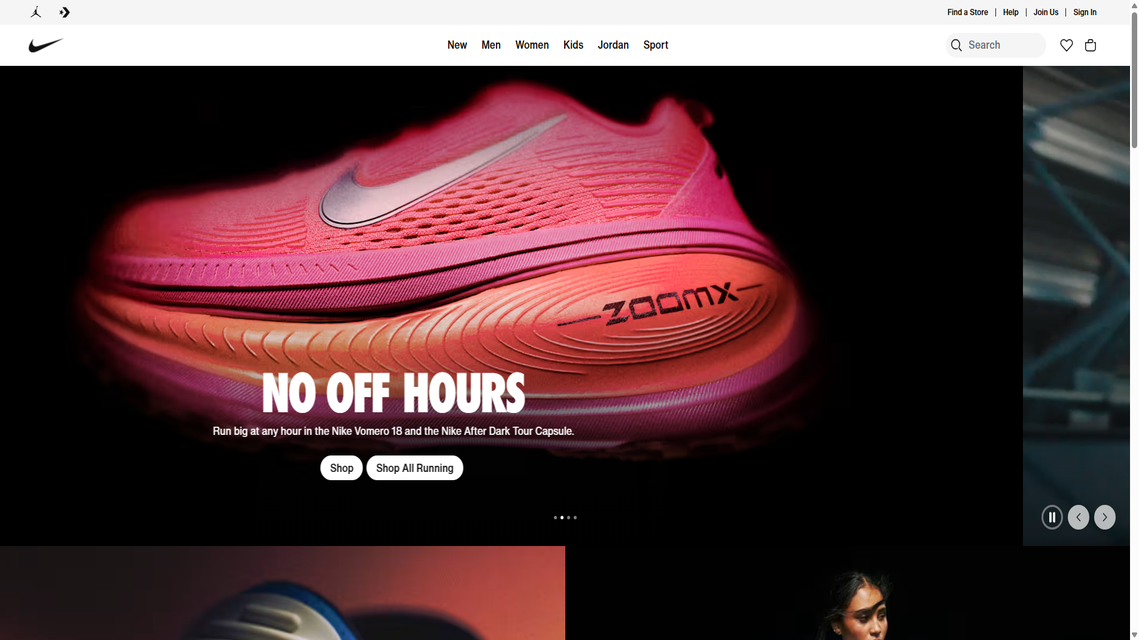 Find a Store
Help
Join Us
Sign In
New
Men
Women
Kids
Jordan
Sport
Search
ZOOMX
NO OFF HOURS
Run big at any hour in the Nike Vomero 18 and the Nike After Dark Tour Capsule.
Shop
Shop All Running